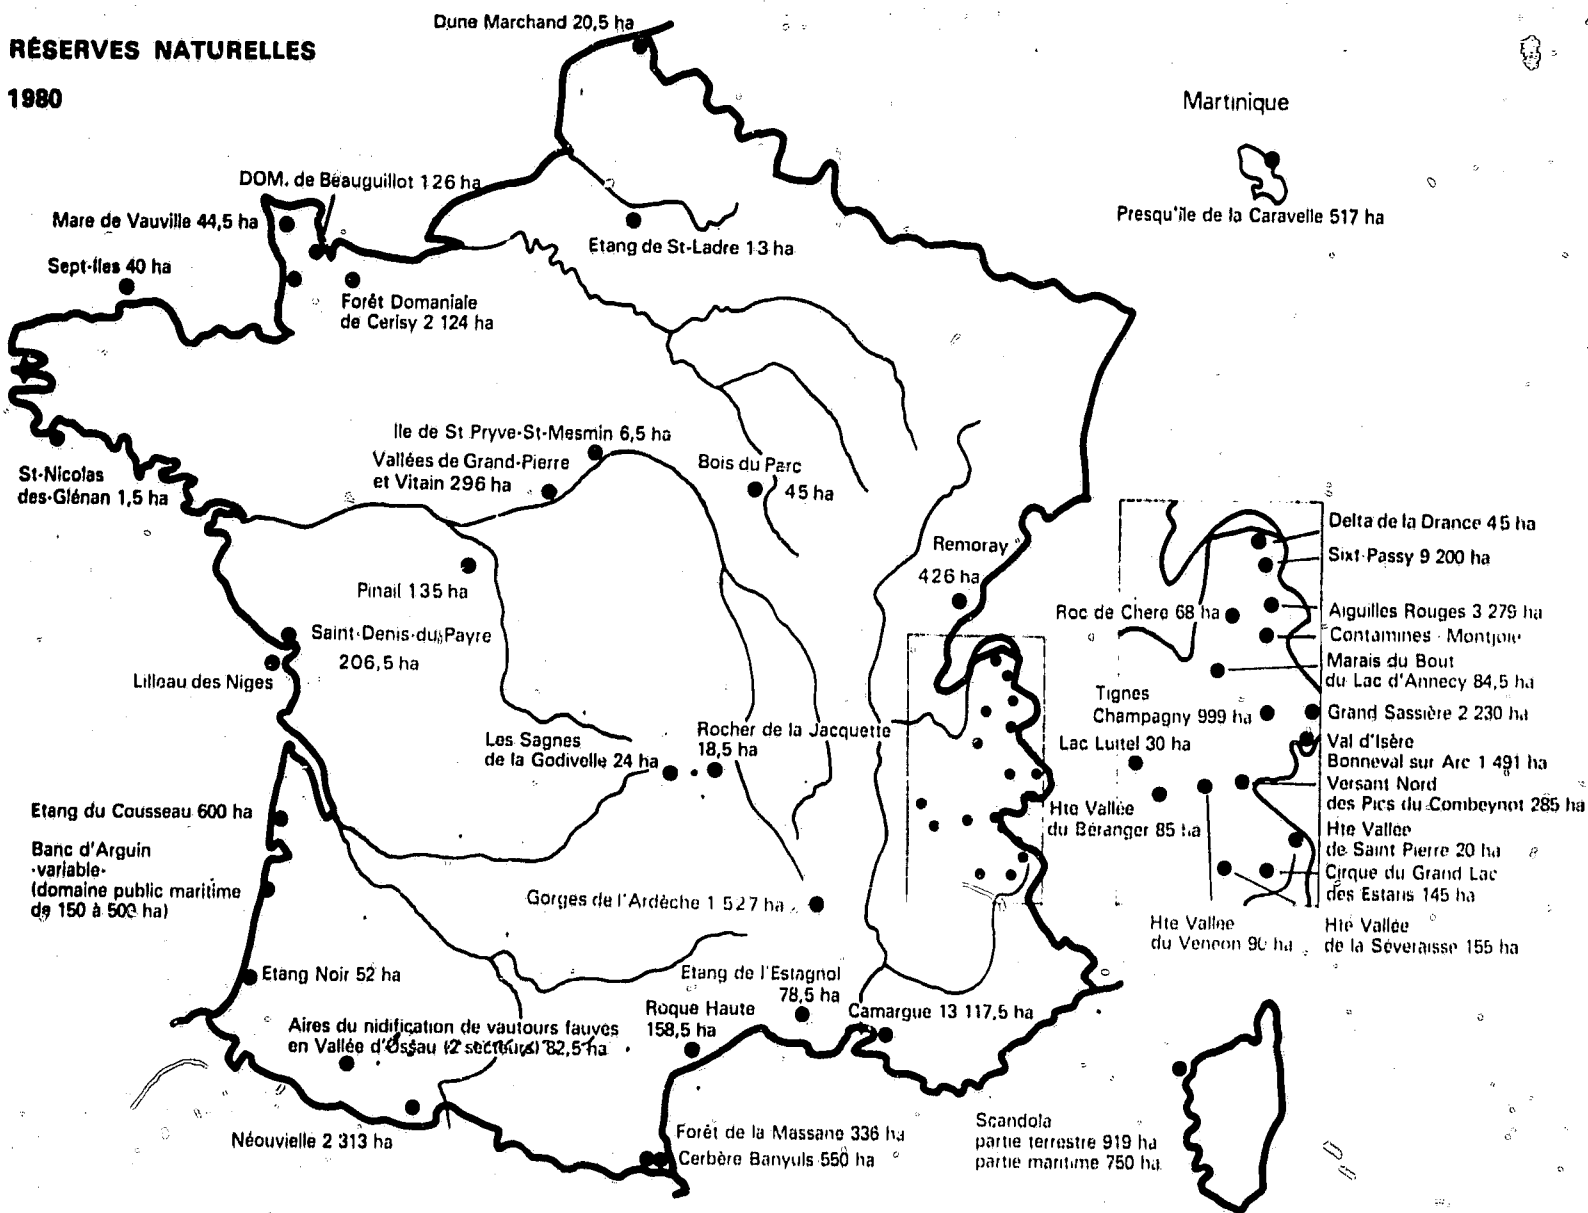 RÉSERVES NATURELLES
1980
Dune Marchand 20,5 ha
Martinique
Presqu'île de la Caravelle 517 ha
DOM. de Beauguillot 126 ha
Mare de Vauville 44,5 ha
Sept-Îles 40 ha
Etang de St-Ladre 13 ha
Forêt Domaniale
de Cerisy 2 124 ha
Ile de St Pryve-St-Mesmin 6,5 ha
Vallées de Grand-Pierre
et Vitain 296 ha
Bois du Parc
45 ha
St-Nicolas
des-Glénan 1,5 ha
Remoray
426 ha
Pinail 135 ha
Saint-Denis-du-Payre
206,5 ha
Lilleau des Niges
Les Sagnes
de la Godivelle 24 ha
Rocher de la Jacquette
18,5 ha
Etang du Cousseau 600 ha
Banc d'Arguin
-variable-
(domaine public maritime
de 150 à 500 ha)
Gorges de l'Ardèche 1 527 ha
Etang Noir 52 ha
Etang de l'Estagnol
78,5 ha
Roque Haute
158,5 ha
Camargue 13 117,5 ha
Aires du nidification de vautours fauves
en Vallée d'Ossau (2 secteurs) 82,5 ha
Néouvielle 2 313 ha
Forêt de la Massane 336 ha
Cerbère Banyuls 550 ha
Scandola
partie terrestre 919 ha
partie maritime 750 ha
Delta de la Drance 45 ha
Sixt-Passy 9 200 ha
Roc de Chere 68 ha
Aiguilles Rouges 3 279 ha
Contamines - Montjoie
Marais du Bout
du Lac d'Annecy 84,5 ha
Tignes
Champagny 999 ha
Grand Sassière 2 230 ha
Lac Luitel 30 ha
Val d'Isère
Bonneval sur Arc 1 491 ha
Versant Nord
des Pics du Combeynot 285 ha
Hte Vallée
du Béranger 85 ha
Hte Vallée
de Saint Pierre 20 ha
Cirque du Grand Lac
des Estaris 145 ha
Hte Vallée
du Veneon 90 ha
Hte Vallée
de la Séveraisse 155 ha